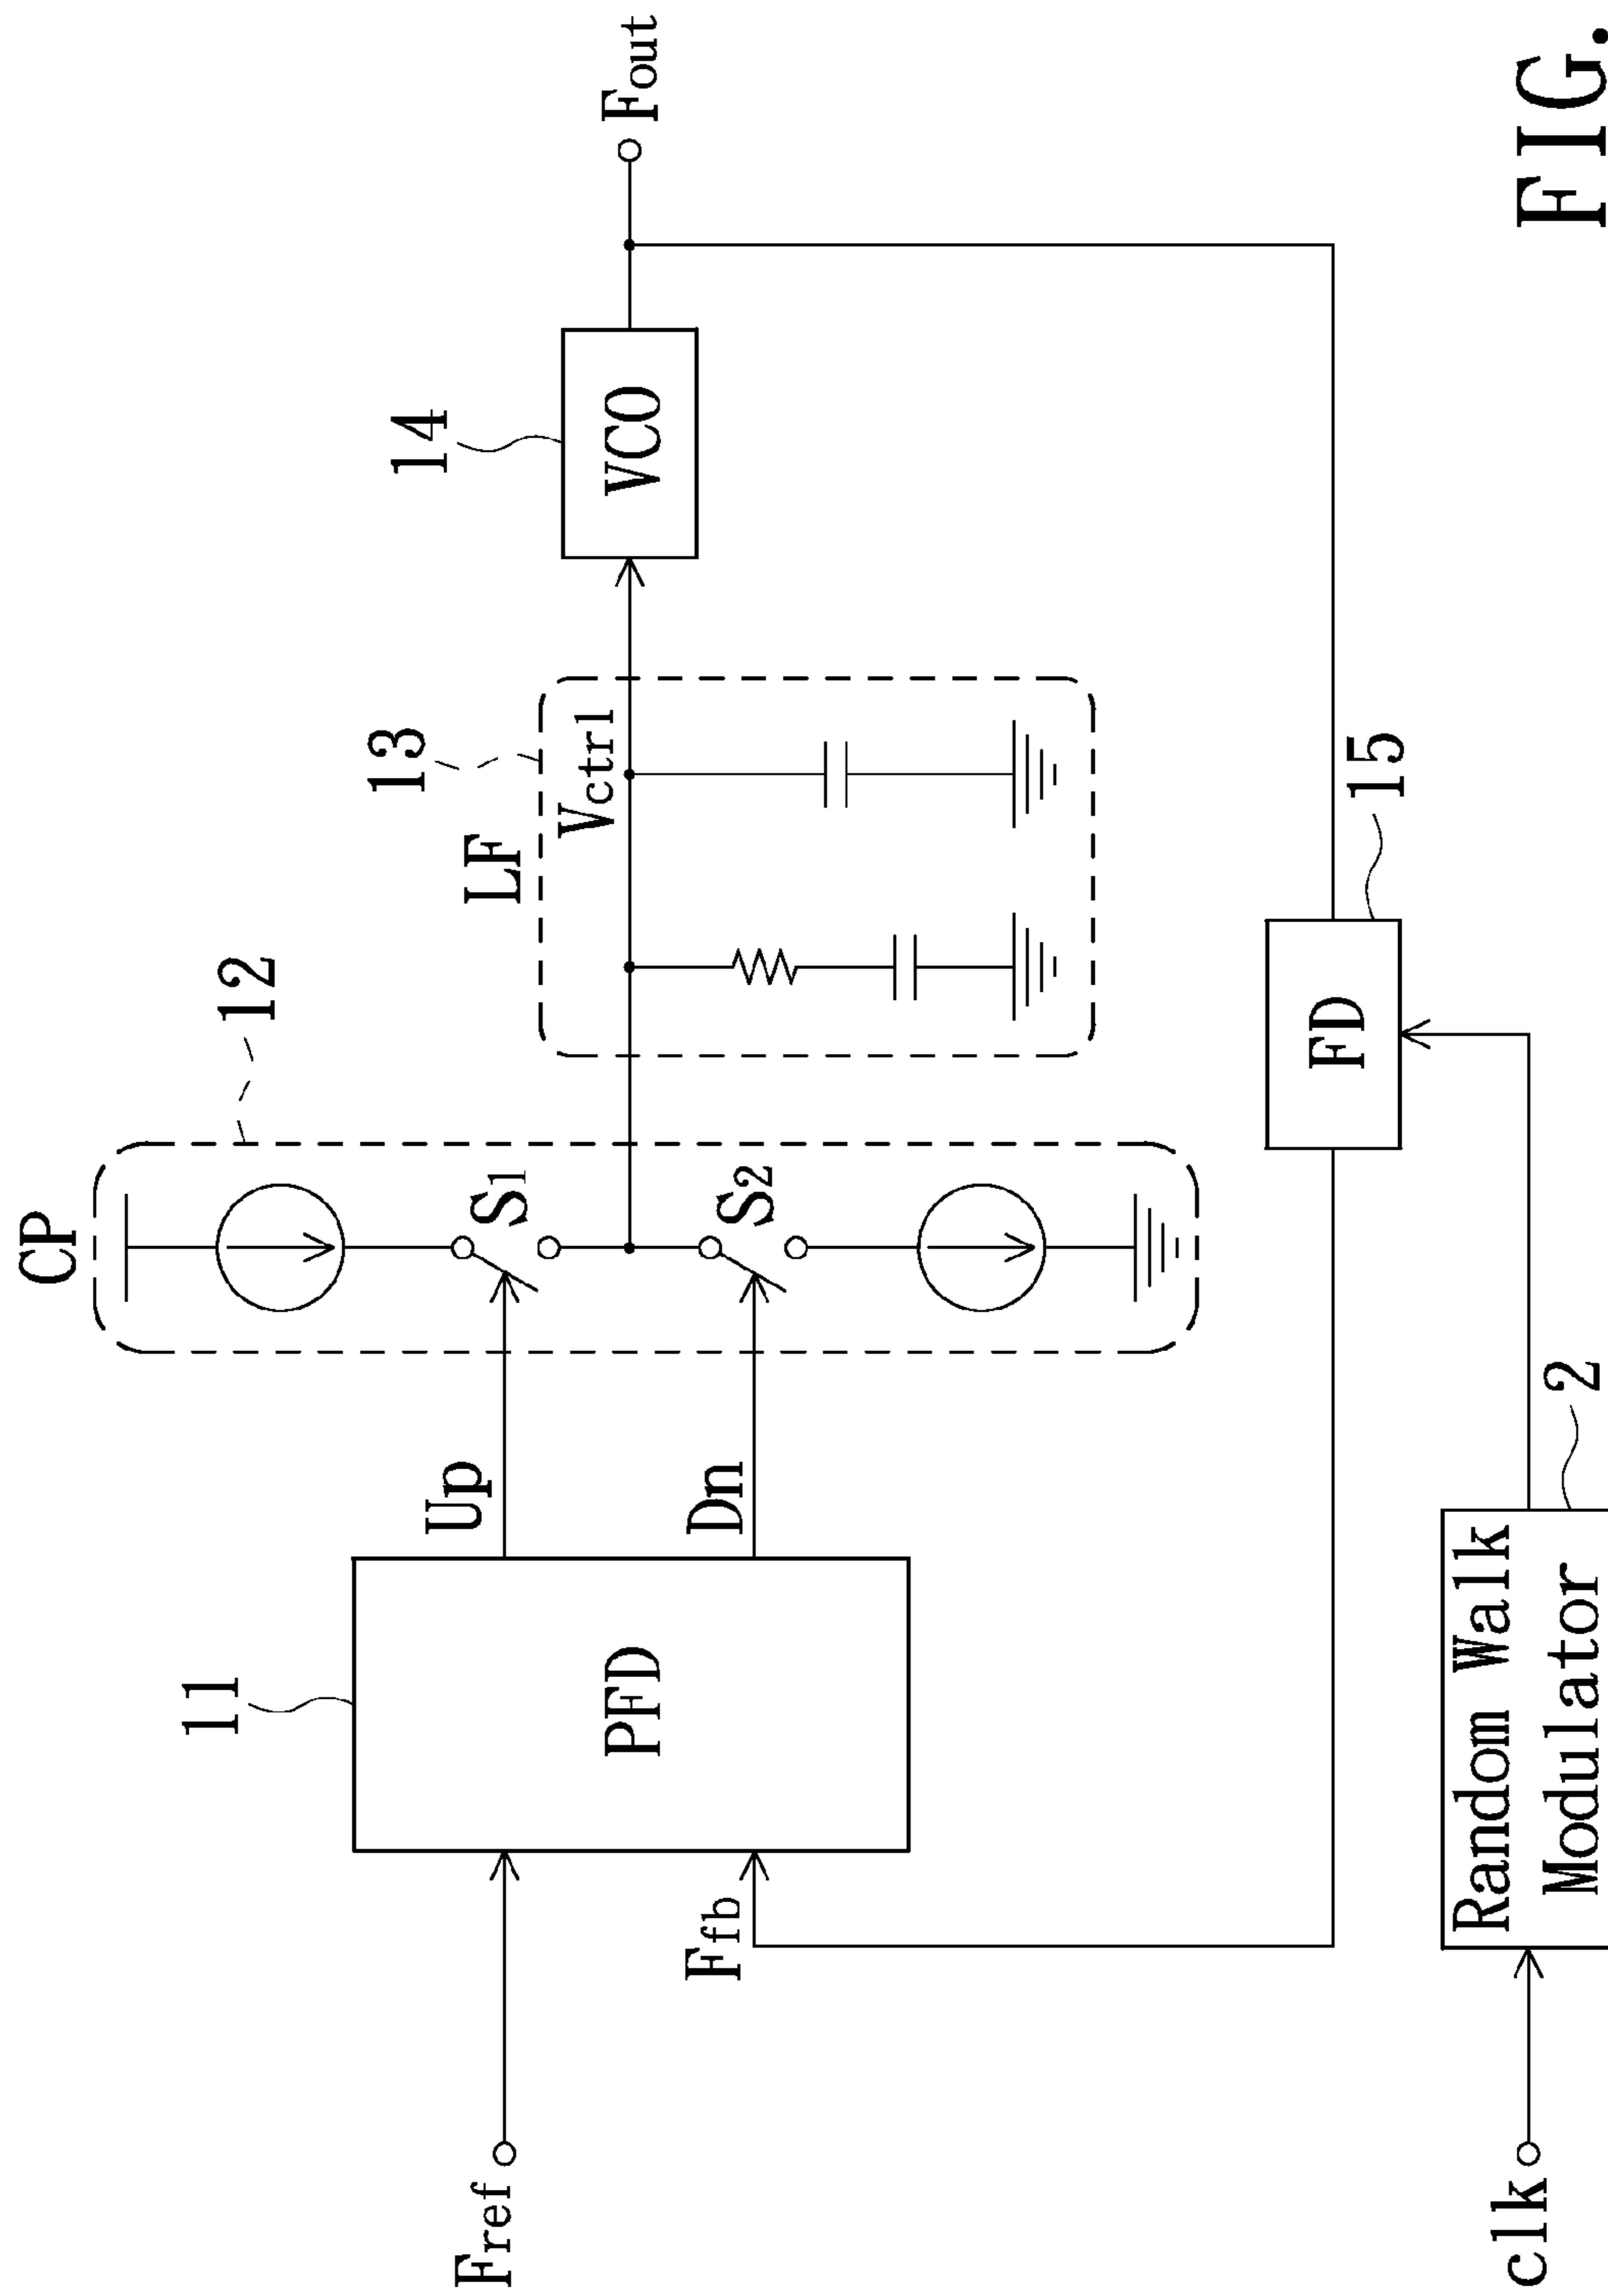 CP
12
LF
13
14
11
Up
S1
Vctrl
Fref
PFD
VCO
Fout
Dn
S2
Ffb
FD
15
clk
Random Walk
Modulator
2
FIG.